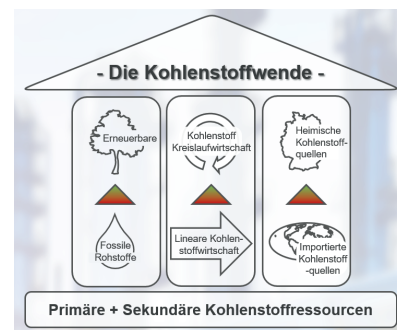 - Die Kohlenstoffwende -
Erneuerbare
Kohlenstoff
Kreislaufwirtschaft
Heimische
Kohlenstoff-
quellen
Fossile
Rohstoffe
Lineare Kohlen-
stoffwirtschaft
Importierte
Kohlenstoff
-quellen
Primäre + Sekundäre Kohlenstoffressourcen